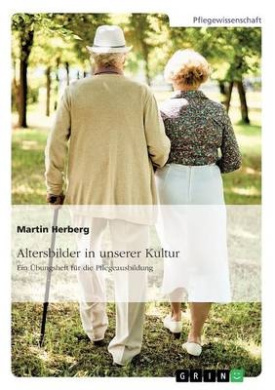 Pflegewissenschaft
Martin Herberg
Altersbilder in unserer Kultur
Ein Übungsheft für die Pflegeausbildung
GRIN